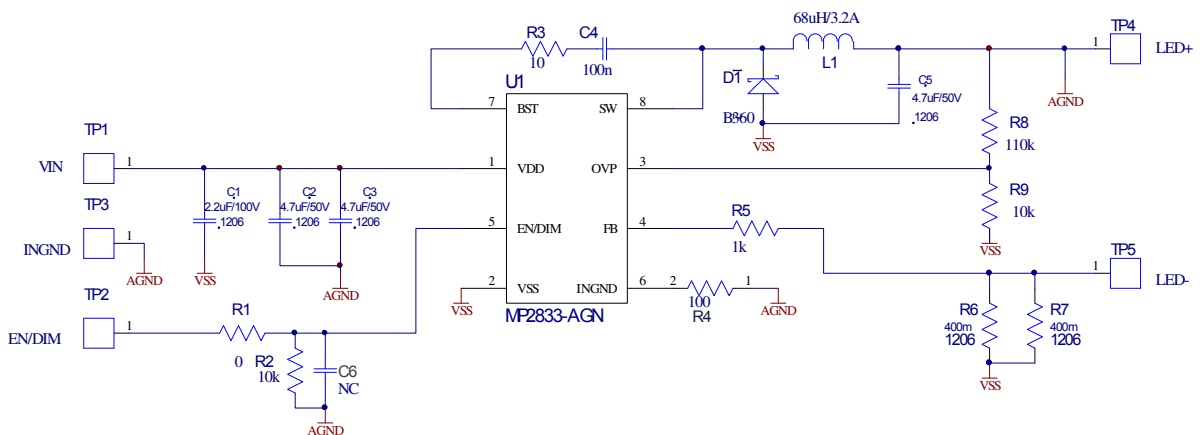 68uH/3.2A
L1
R3
10
C4
100n
TP4
1
LED+
AGND
D1
B360
VSS
C5
4.7uF/50V
1206
R8
110k
U1
7
BST
SW
8
1
VDD
OVP
3
5
EN/DIM
FB
4
2
VSS
INGND
6
MP2833-AGN
TP1
VIN
1
C1
2.2uF/100V
1206
C2
4.7uF/50V
1206
C3
4.7uF/50V
1206
VSS
AGND
TP3
INGND
1
AGND
TP2
EN/DIM
1
R1
0
R2
10k
C6
NC
AGND
VSS
R9
10k
VSS
R5
1k
2
100
R4
1
AGND
TP5
1
LED-
R6
400m
1206
R7
400m
1206
VSS